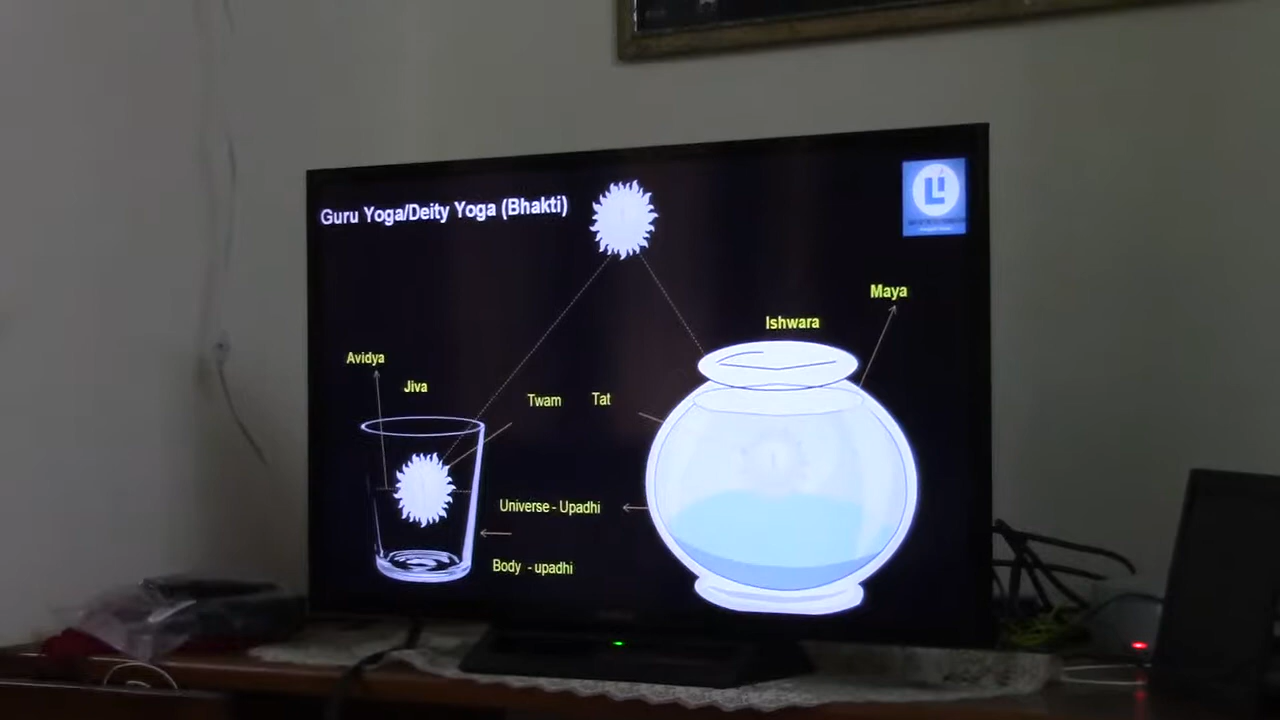 Guru Yoga/Deity Yoga (Bhakti)
Maya
Ishwara
Avidya
Jiva
Twam Tat
Universe - Upadhi
Body - upadhi